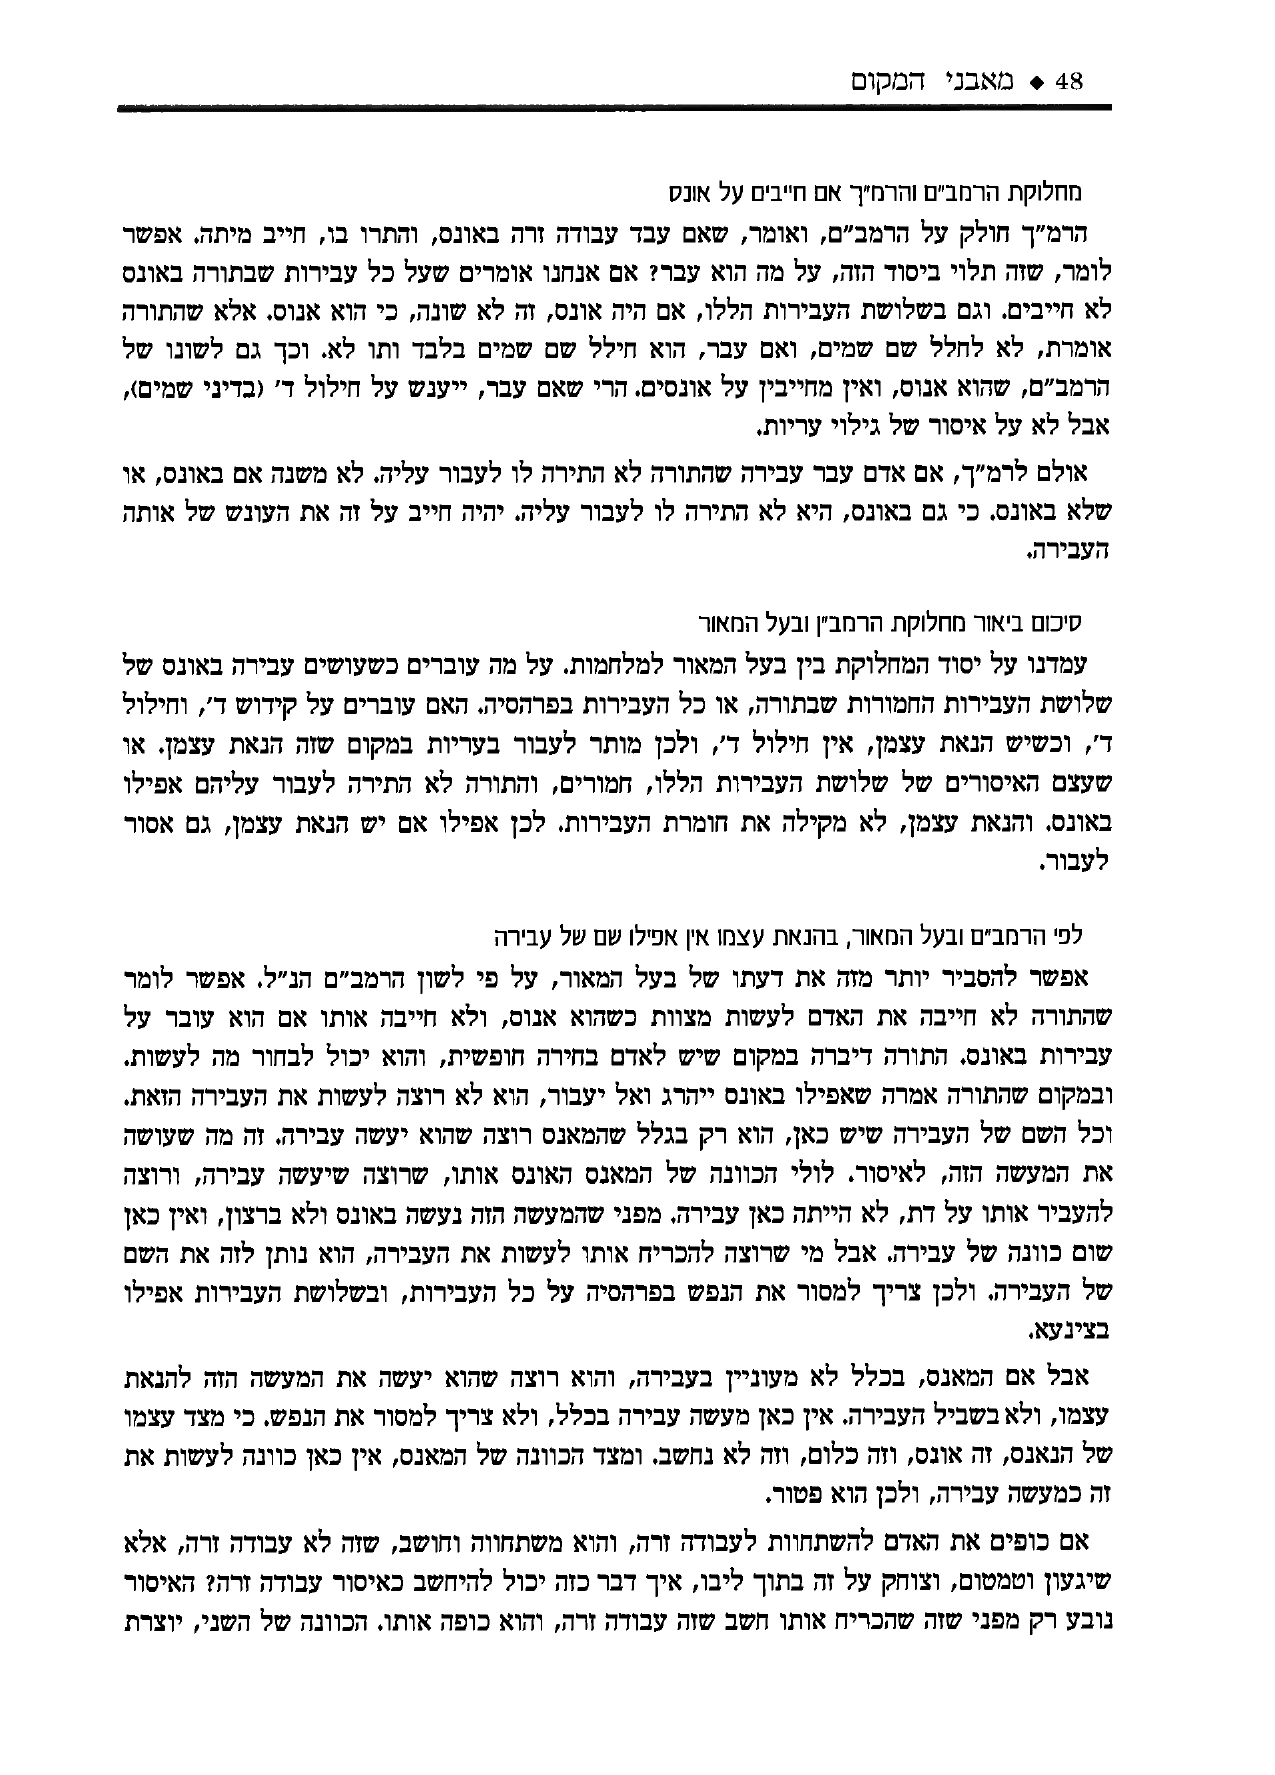 48 ◆ מאבני המקום
מחלוקת הרמב"ם והרמ"ך אם חייבים על אונס
הרמ"ך חולק על הרמב"ם, ואומר, שאם עבד עבודה זרה באונס, והתרו בו, חייב מיתה. אפשר
לומר, שזה תלוי ביסוד הזה, על מה הוא עבר? אם אנחנו אומרים שעל כל עבירות שבתורה באונס
לא חייבים. וגם בשלושת העבירות הללו, אם היה אונס, זה לא שונה, כי הוא אנוס. אלא שהתורה
אומרת, לא לחלל שם שמים, ואם עבר, הוא חילל שם שמים בלבד ותו לא. וכך גם לשונו של
הרמב"ם, שהוא אנוס, ואין מחייבין על אונסים. הרי שאם עבר, ייענש על חילול ד' (בדיני שמים),
אבל לא על איסור של גילוי עריות.
אולם לרמ"ך, אם אדם עבר עבירה שהתורה לא התירה לו לעבור עליה. לא משנה אם באונס, או
שלא באונס. כי גם באונס, היא לא התירה לו לעבור עליה. יהיה חייב על זה את העונש של אותה
העבירה.
סיכום ביאור מחלוקת הרמב"ן ובעל המאור
עמדנו על יסוד המחלוקת בין בעל המאור למלחמות. על מה עוברים כשעושים עבירה באונס של
שלושת העבירות החמורות שבתורה, או כל העבירות בפרהסיה. האם עוברים על קידוש ד', וחילול
ד', וכשיש הנאת עצמן, אין חילול ד', ולכן מותר לעבור בעריות במקום שזה הנאת עצמן. או
שעצם האיסורים של שלושת העבירות הללו, חמורים, והתורה לא התירה לעבור עליהם אפילו
באונס. והנאת עצמן, לא מקילה את חומרת העבירות. לכן אפילו אם יש הנאת עצמן, גם אסור
לעבור.
לפי הרמב"ם ובעל המאור, בהנאת עצמו אין אפילו שם של עבירה
אפשר להסביר יותר מזה את דעתו של בעל המאור, על פי לשון הרמב"ם הנ"ל. אפשר לומר
שהתורה לא חייבה את האדם לעשות מצוות כשהוא אנוס, ולא חייבה אותו אם הוא עובר על
עבירות באונס. התורה דיברה במקום שיש לאדם בחירה חופשית, והוא יכול לבחור מה לעשות.
ובמקום שהתורה אמרה שאפילו באונס ייהרג ואל יעבור, הוא לא רוצה לעשות את העבירה הזאת.
וכל השם של העבירה שיש כאן, הוא רק בגלל שהמאנס רוצה שהוא יעשה עבירה. זה מה שעושה
את המעשה הזה, לאיסור. לולי הכוונה של המאנס האונס אותו, שרוצה שיעשה עבירה, ורוצה
להעביר אותו על דת, לא הייתה כאן עבירה. מפני שהמעשה הזה נעשה באונס ולא ברצון, ואין כאן
שום כוונה של עבירה. אבל מי שרוצה להכריח אותו לעשות את העבירה, הוא נותן לזה את השם
של העבירה. ולכן צריך למסור את הנפש בפרהסיה על כל העבירות, ובשלושת העבירות אפילו
בצינעא.
אבל אם המאנס, בכלל לא מעוניין בעבירה, והוא רוצה שהוא יעשה את המעשה הזה להנאת
עצמו, ולא בשביל העבירה. אין כאן מעשה עבירה בכלל, ולא צריך למסור את הנפש. כי מצד עצמו
של הנאנס, זה אונס, וזה כלום, וזה לא נחשב. ומצד הכוונה של המאנס, אין כאן כוונה לעשות את
זה כמעשה עבירה, ולכן הוא פטור.
אם כופים את האדם להשתחוות לעבודה זרה, והוא משתחווה וחושב, שזה לא עבודה זרה, אלא
שיגעון וטמטום, וצוחק על זה בתוך ליבו, איך דבר כזה יכול להיחשב כאיסור עבודה זרה? האיסור
נובע רק מפני שזה שהכריח אותו חשב שזה עבודה זרה, והוא כופה אותו. הכוונה של השני, יוצרת